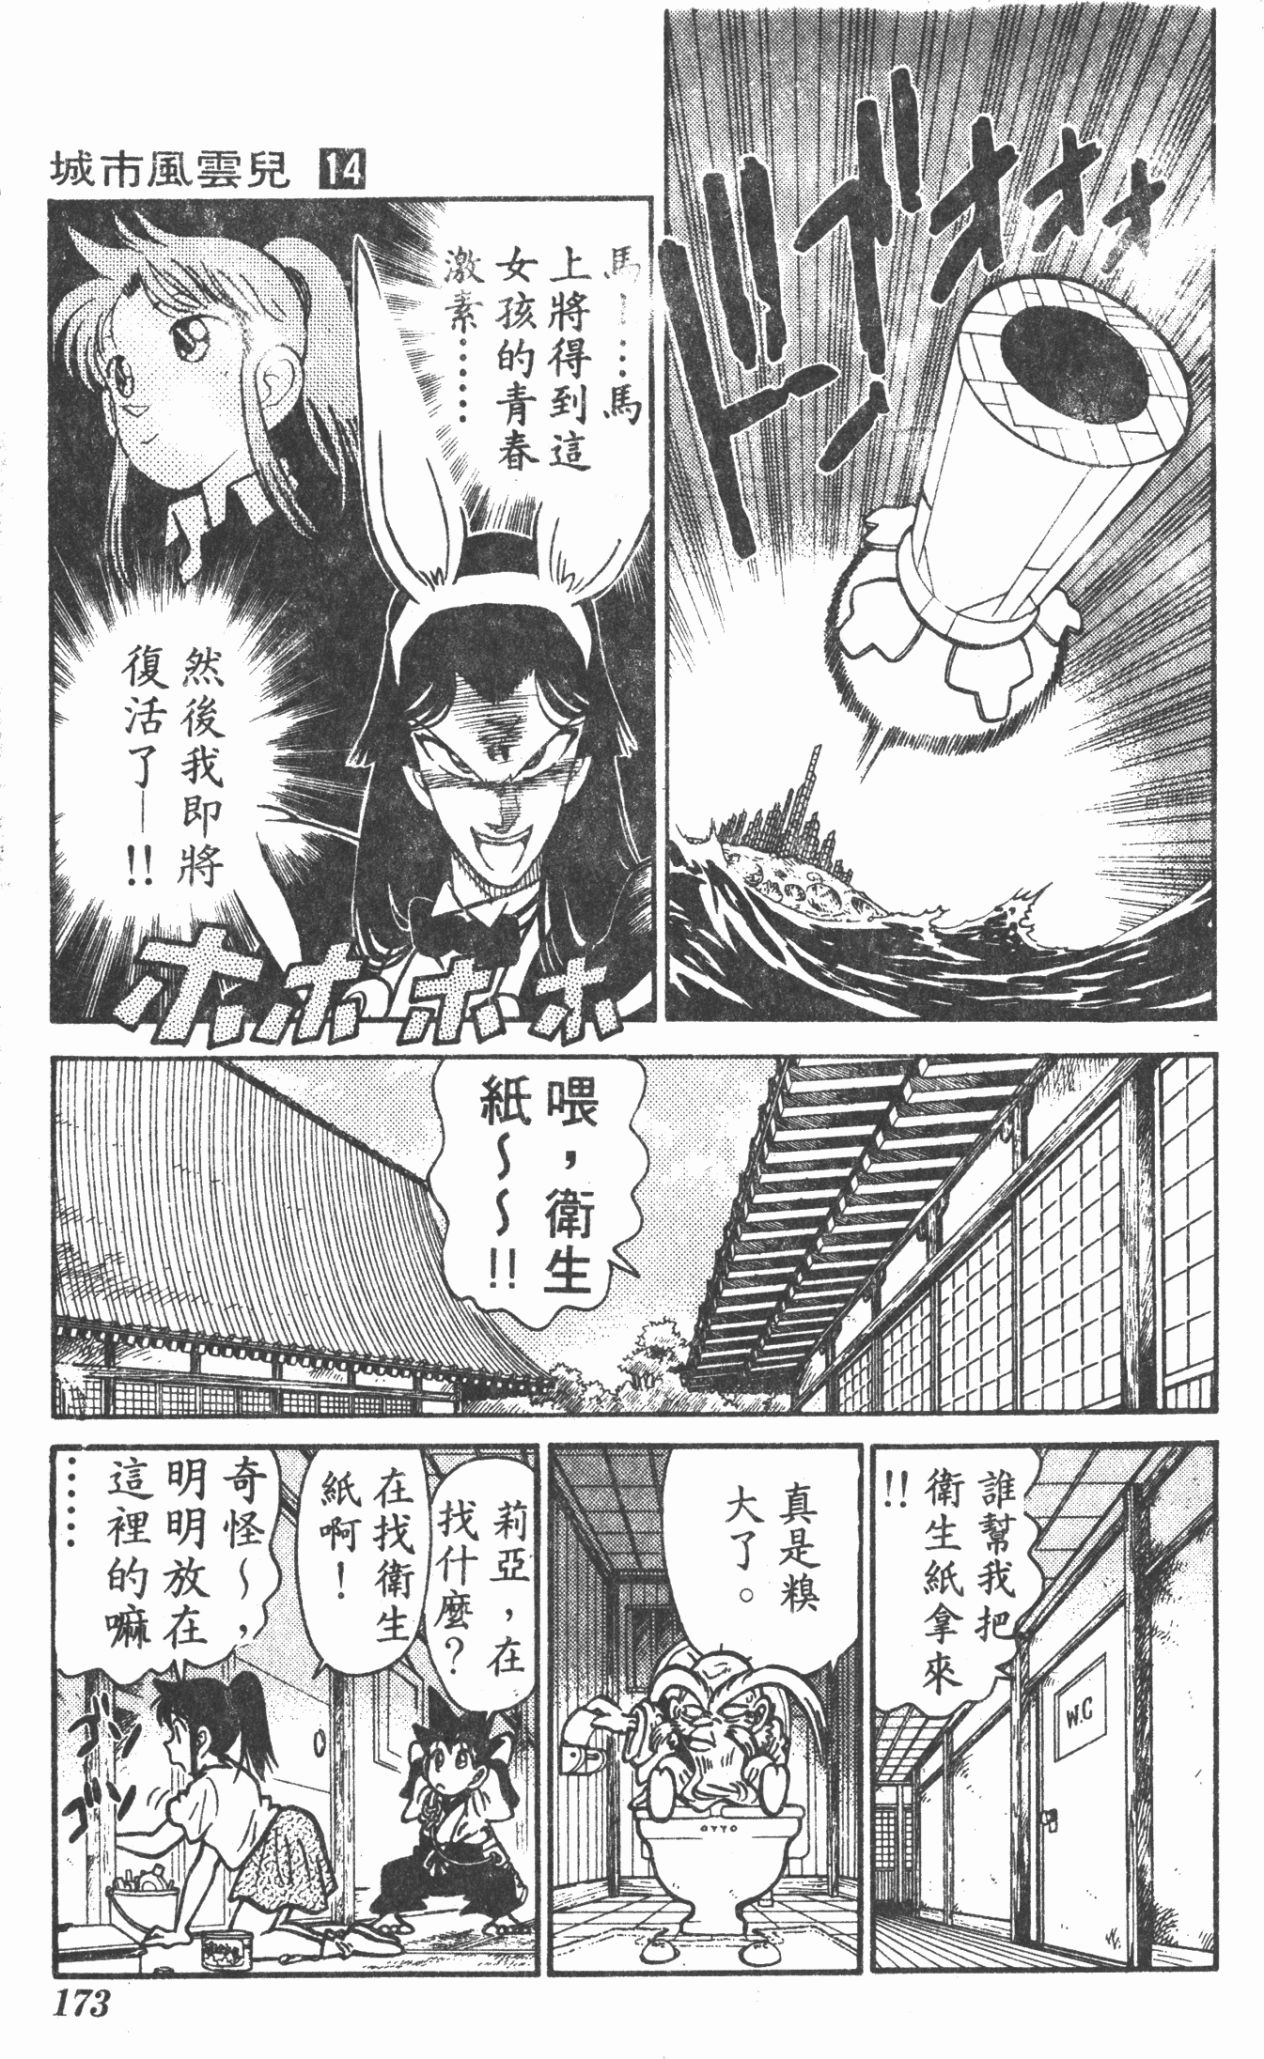 城市風雲兒 14
ドドドオオオ
馬—…馬
上將得到這
女孩的青春
激素………
然後我即將
復活了—!!
ホホホホ
喂，衛生
紙～～!!
誰幫我把
衛生紙拿來
!!
W.C
真是糗
大了。
OTTO
莉亞，在
找什麼？
在找衛生
紙啊！
奇怪～，
明明放在
這裡的嘛
……
ゴソ
ゴソ
173